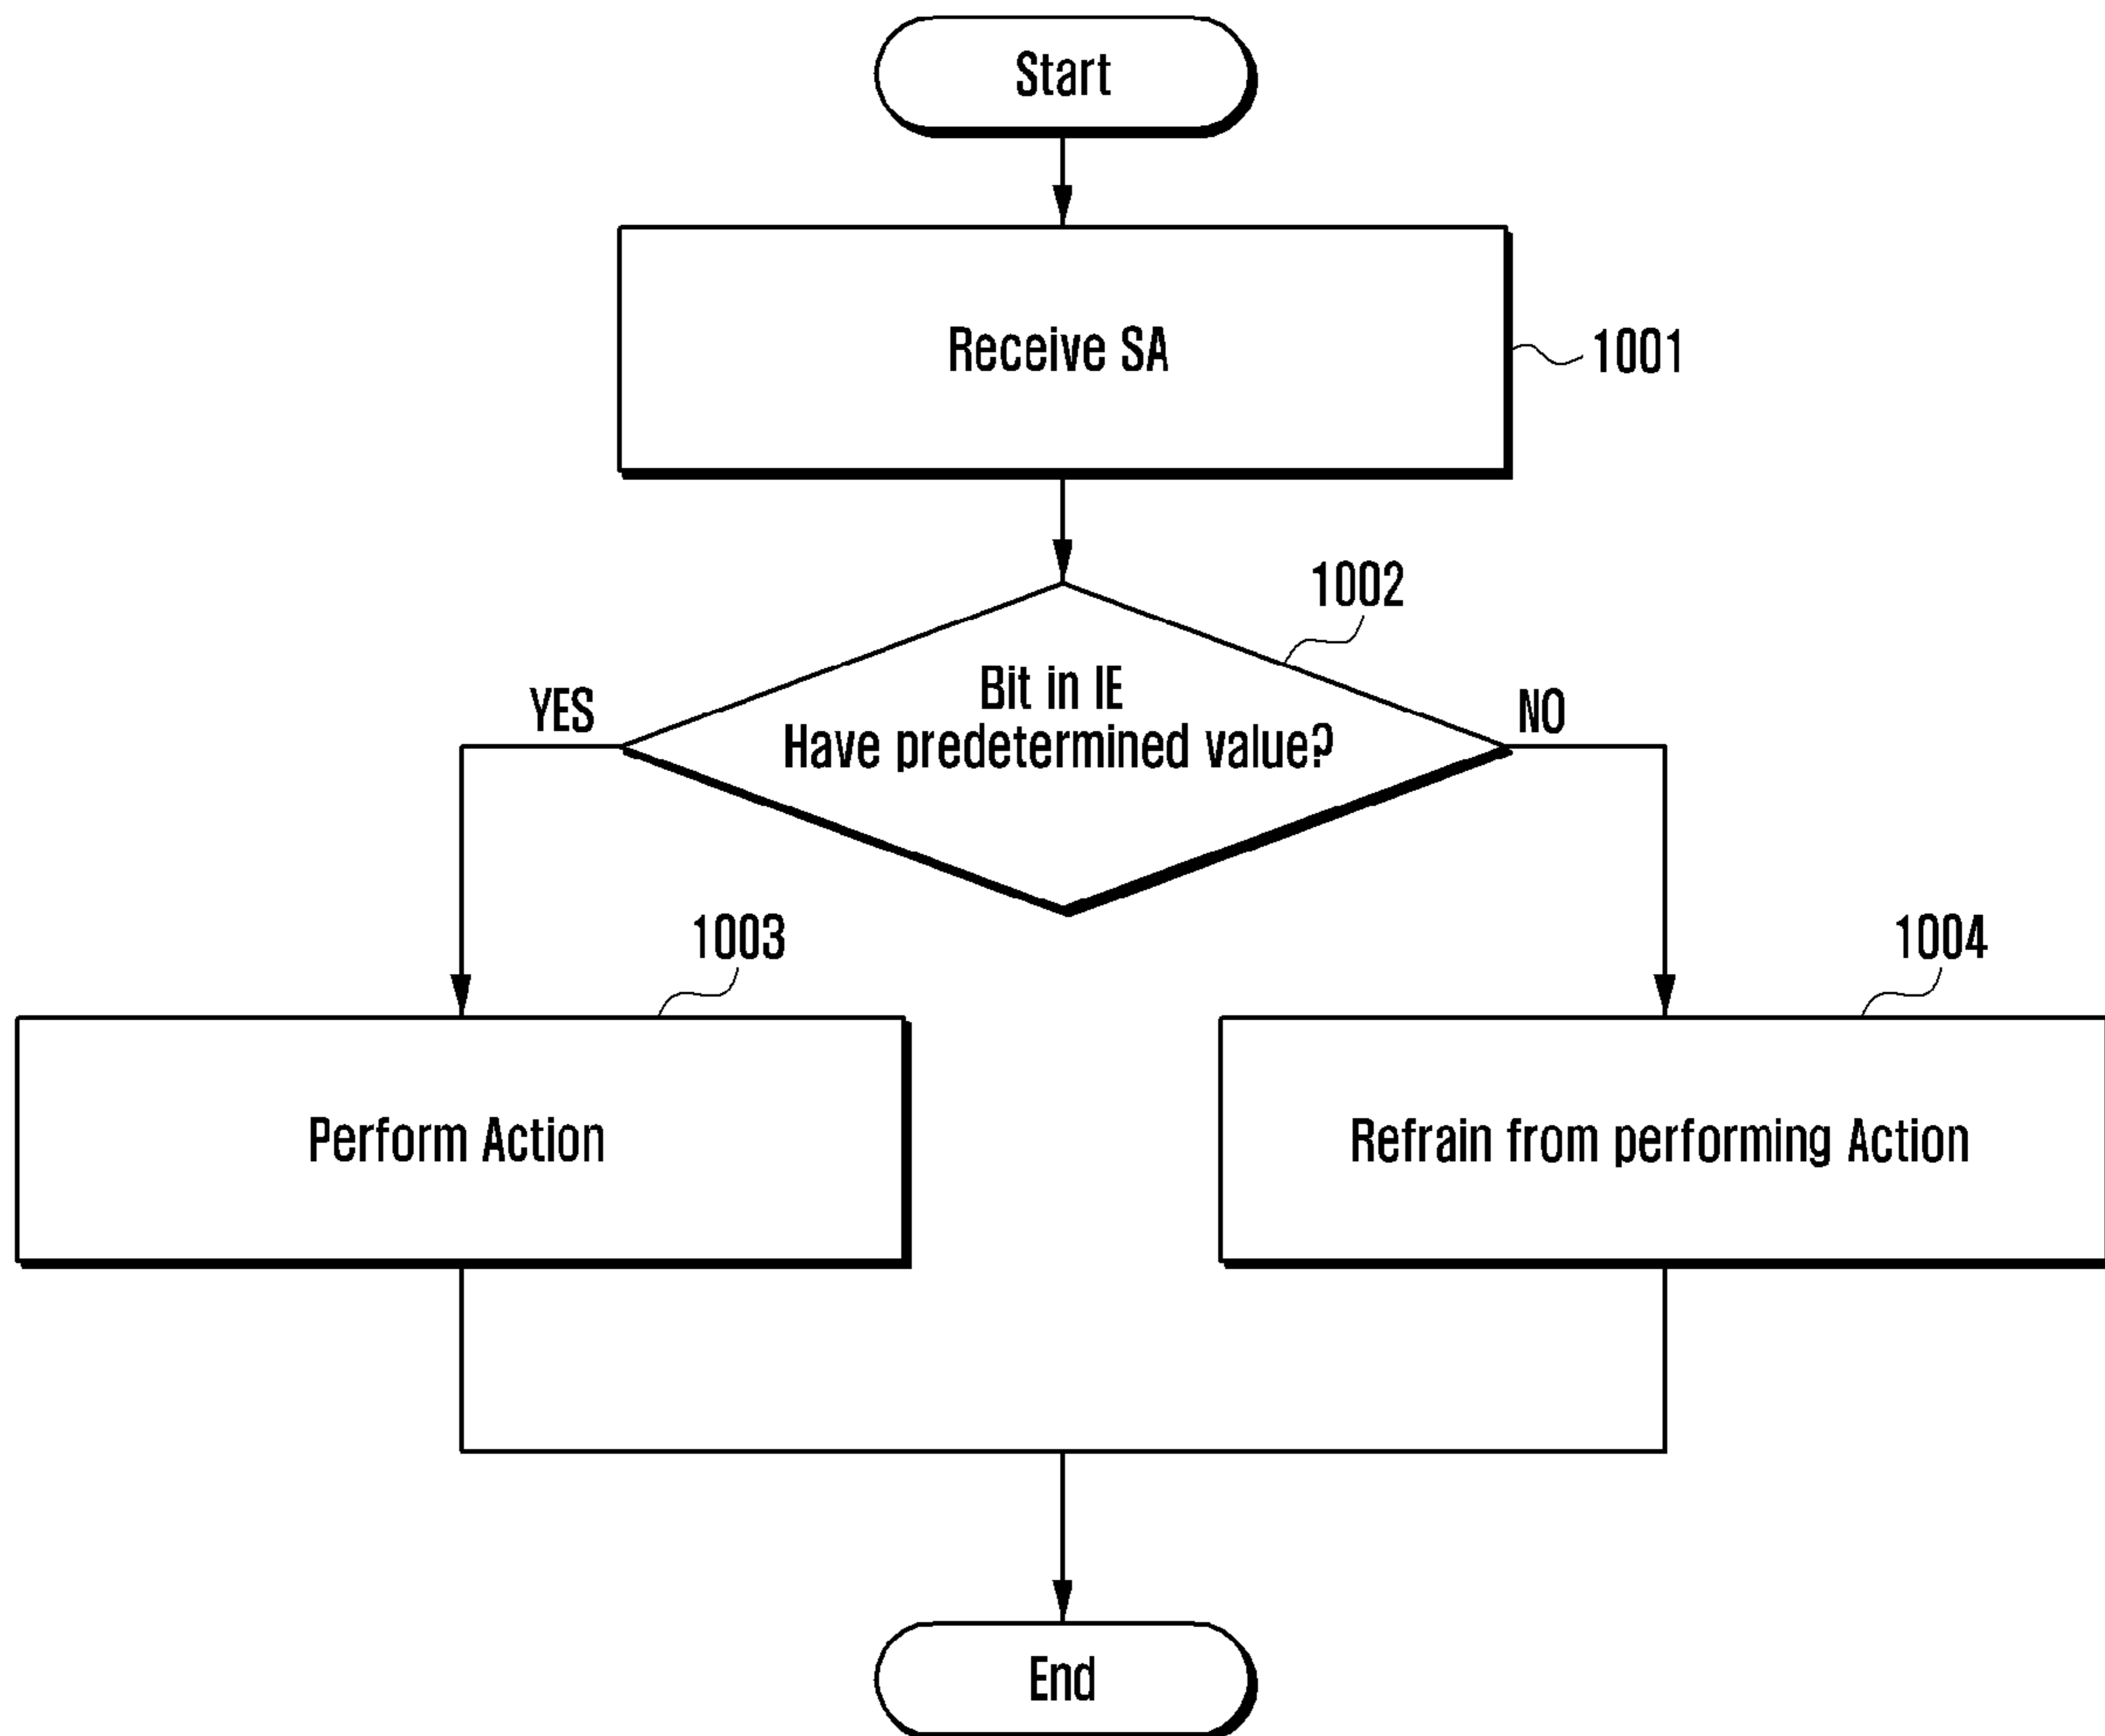 Start
Receive SA
1001
1002
Bit in IE
Have predetermined value?
YES
NO
1003
1004
Perform Action
Refrain from performing Action
End